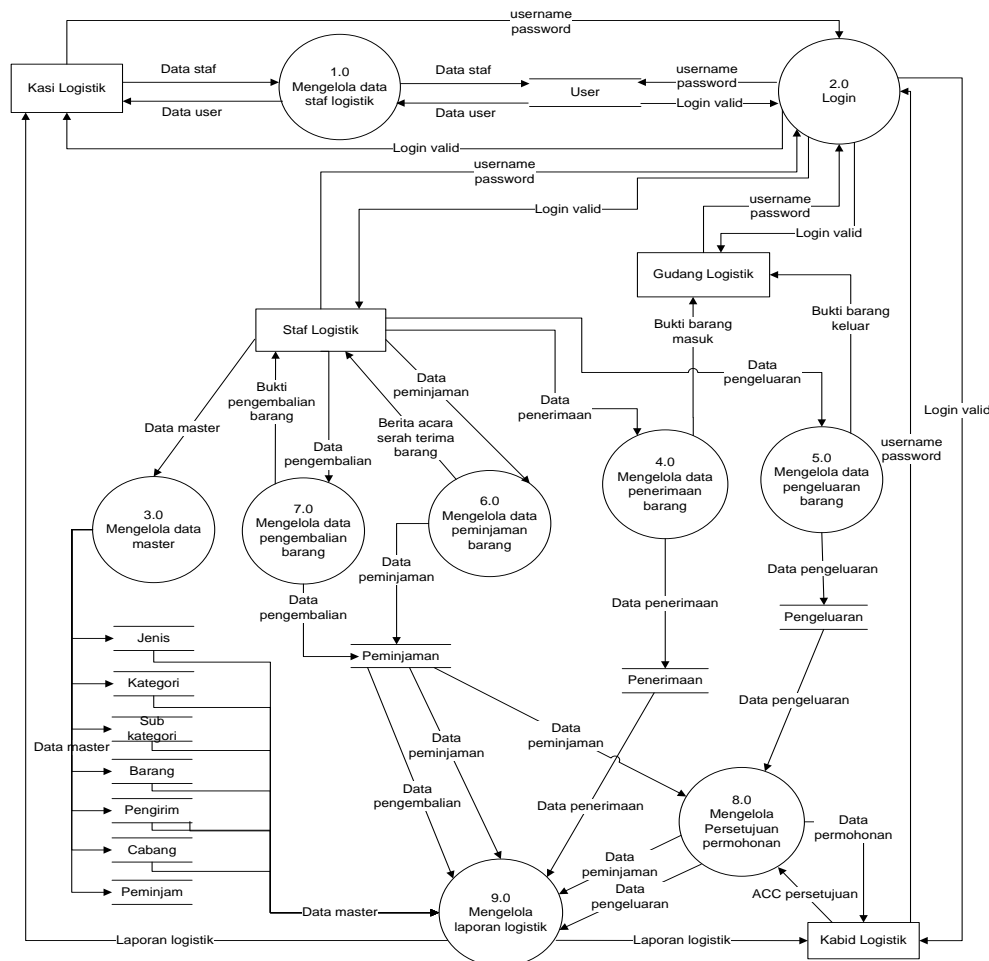 username
password
1.0
Mengelola data
staf logistik
2.0
Login
Kasi Logistik
Data staf
Data staf
User
username
password
Data user
Data user
Login valid
Login valid
username
password
username
password
Login valid
Login valid
Gudang Logistik
Staf Logistik
Bukti barang
masuk
Bukti barang
keluar
Data
pengeluaran
Data
peminjaman
Bukti
pengembalian
barang
Data
penerimaan
Berita acara
serah terima
barang
Data master
Data
pengembalian
Login valid
username
password
3.0
Mengelola data
master
7.0
Mengelola data
pengembalian
barang
6.0
Mengelola data
peminjaman
barang
4.0
Mengelola data
penerimaan
barang
5.0
Mengelola data
pengeluaran
barang
Data
peminjaman
Data
pengembalian
Data penerimaan
Data pengeluaran
Pengeluaran
Peminjaman
Penerimaan
Jenis
Kategori
Sub
kategori
Data master
Barang
Pengirim
Cabang
Peminjam
Data pengeluaran
Data
peminjaman
Data
peminjaman
Data
pengembalian
Data penerimaan
8.0
Mengelola
Persetujuan
permohonan
Data
permohonan
Data
peminjaman
Data
pengeluaran
ACC persetujuan
9.0
Mengelola
laporan logistik
Data master
Laporan logistik
Laporan logistik
Kabid Logistik